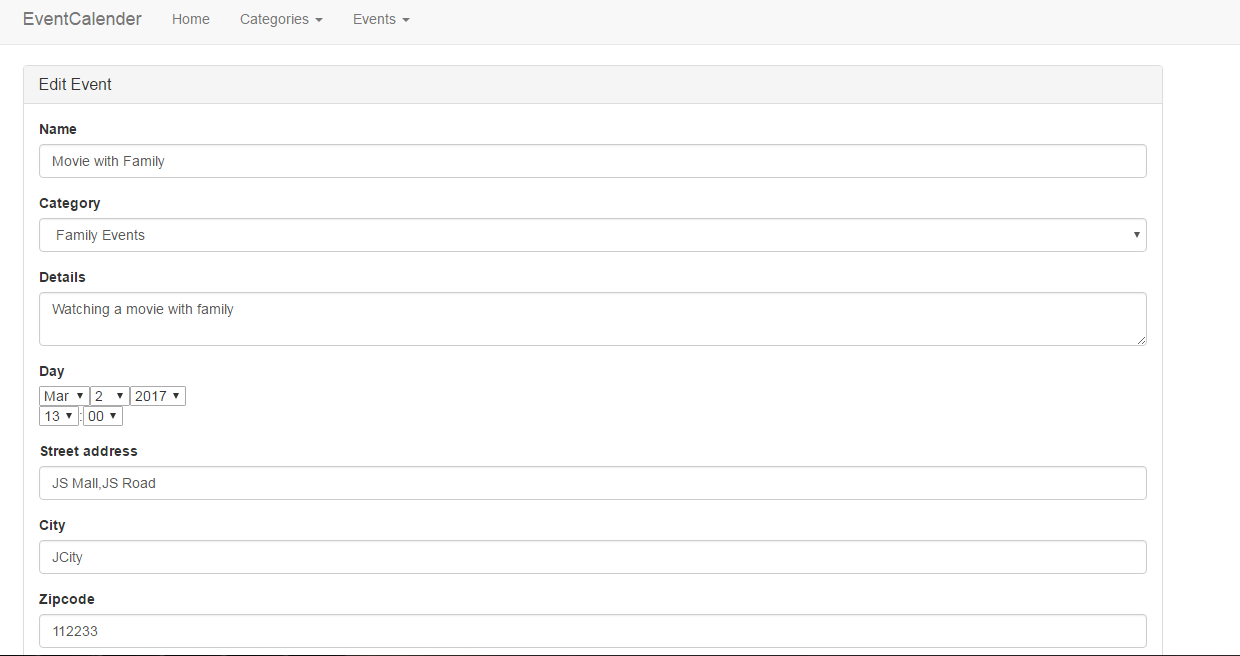 EventCalender Home Categories Events
Edit Event
Name
Movie with Family
Category
Family Events
Details
Watching a movie with family
Day
Mar 2 2017
13 : 00
Street address
JS Mall,JS Road
City
JCity
Zipcode
112233